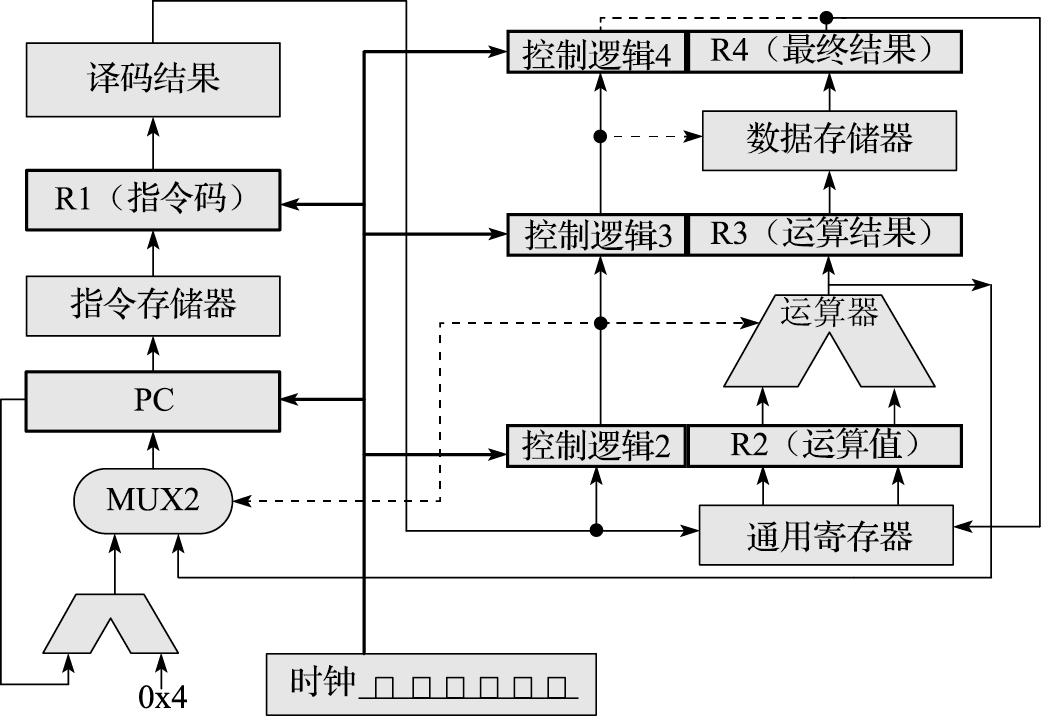 译码结果
R1（指令码）
指令存储器
PC
MUX2
0x4
时钟
控制逻辑4
R4（最终结果）
数据存储器
控制逻辑3
R3（运算结果）
运算器
控制逻辑2
R2（运算值）
通用寄存器